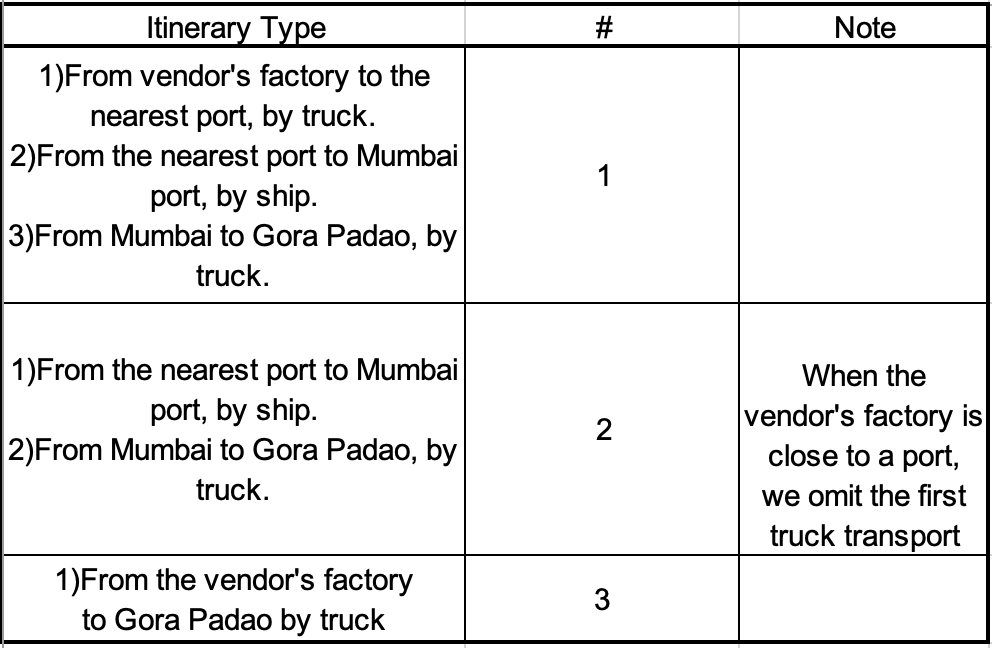 Itinerary Type # Note
1)From vendor's factory to the
nearest port, by truck.
2)From the nearest port to Mumbai
port, by ship.
3)From Mumbai to Gora Padao, by
truck.
1
1)From the nearest port to Mumbai
port, by ship.
2)From Mumbai to Gora Padao, by
truck.
2
When the
vendor's factory is
close to a port,
we omit the first
truck transport
1)From the vendor's factory
to Gora Padao by truck
3